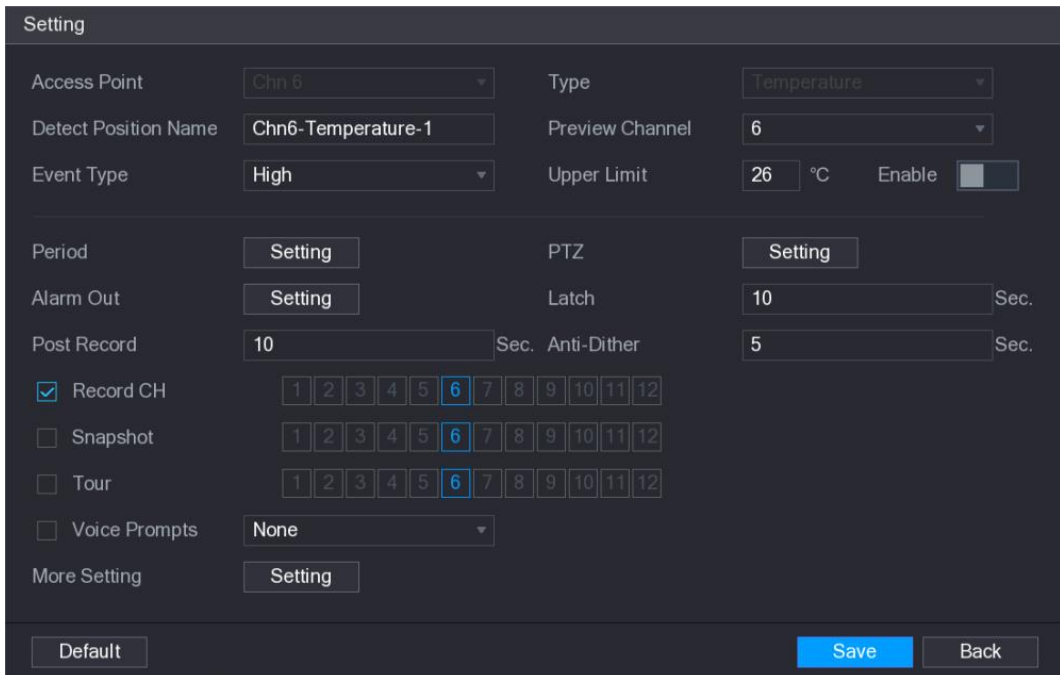 Setting
Access Point Chn 6 Type Temperature
Detect Position Name Chn6-Temperature-1 Preview Channel 6
Event Type High Upper Limit 26 °C Enable
Period Setting PTZ Setting
Alarm Out Setting Latch 10 Sec.
Post Record 10 Sec. Anti-Dither 5 Sec.
Record CH 1 2 3 4 5 6 7 8 9 10 11 12
Snapshot 1 2 3 4 5 6 7 8 9 10 11 12
Tour 1 2 3 4 5 6 7 8 9 10 11 12
Voice Prompts None
More Setting Setting
Default Save Back